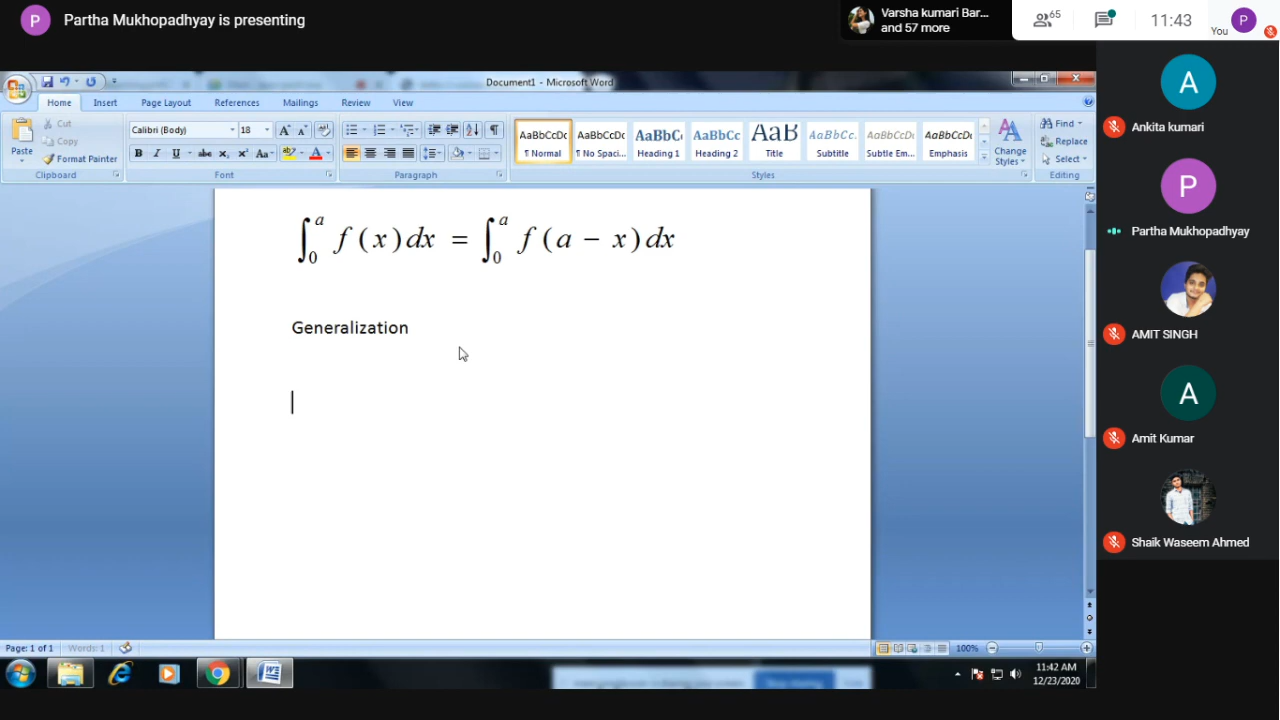 P Partha Mukhopadhyay is presenting
Varsha kumari Bar...
and 57 more
65
11:43
You P
Document1 - Microsoft Word
Home Insert Page Layout References Mailings Review View
Paste
Cut
Copy
Format Painter
Clipboard
Calibri (Body) 18
Font
Paragraph
AaBbCcDc AaBbCcDc AaBbC AaBbCc AaB AaBbCc. AaBbCcDc AaBbCcDc
¶ Normal ¶ No Spaci... Heading 1 Heading 2 Title Subtitle Subtle Em... Emphasis
Styles
Change
Styles
Find
Replace
Select
Editing
∫₀ᵃ f (x) dx = ∫₀ᵃ f (a − x) dx
Generalization
A
Ankita kumari
P
Partha Mukhopadhyay
AMIT SINGH
A
Amit Kumar
Shaik Waseem Ahmed
Page: 1 of 1 Words: 1
100%
11:42 AM
12/23/2020